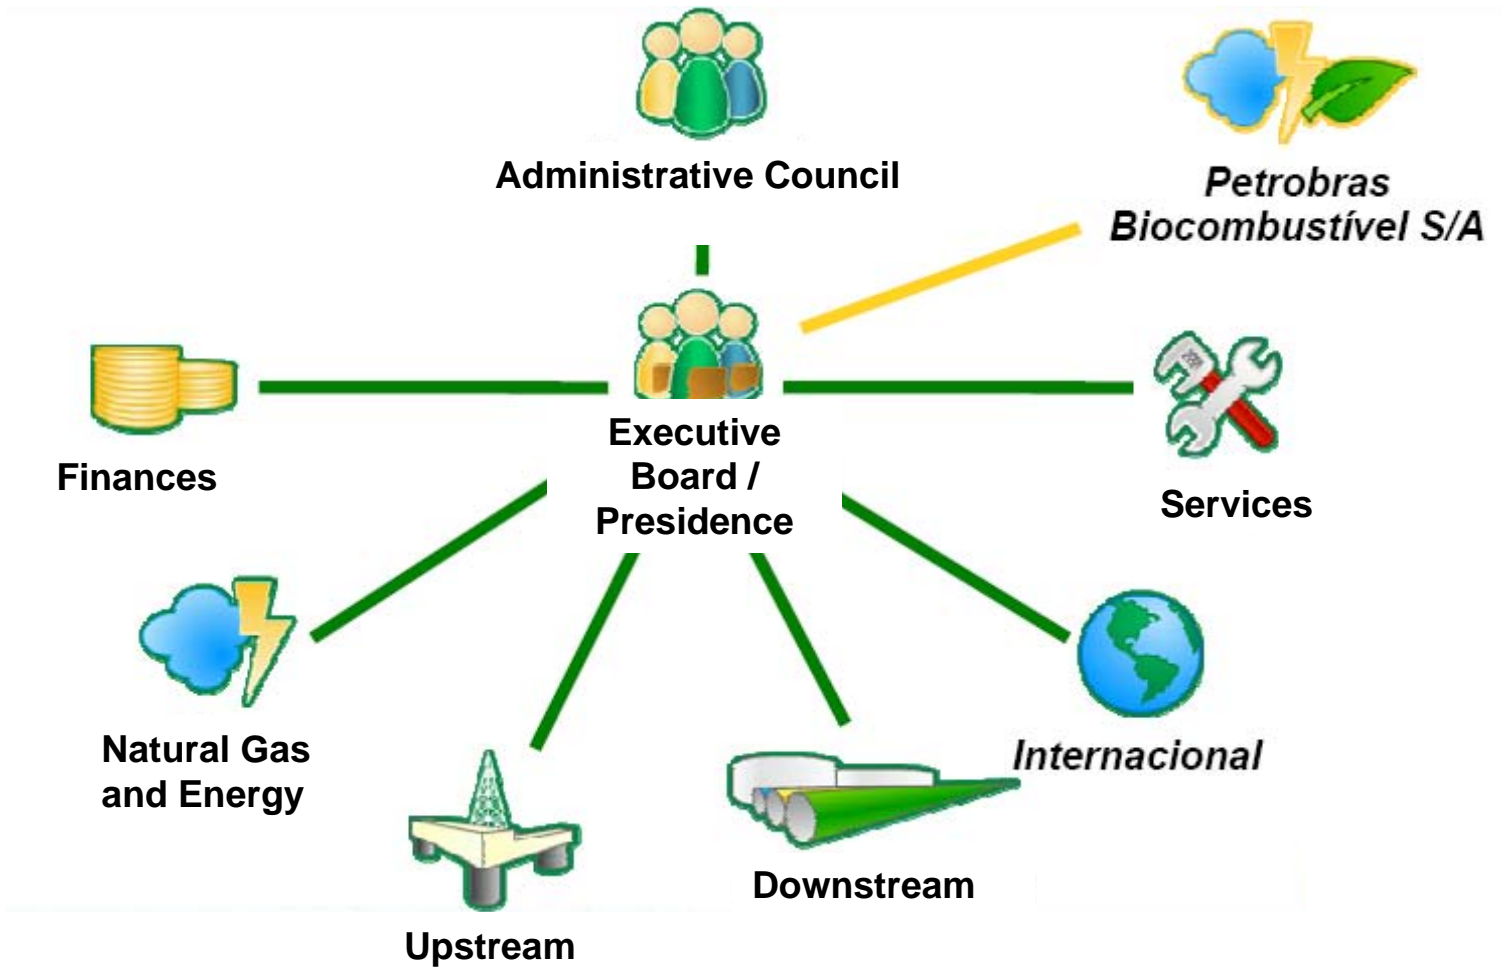 Administrative Council
Petrobras
Biocombustível S/A
Executive
Board /
Presidence
Finances
Services
Natural Gas
and Energy
Internacional
Downstream
Upstream